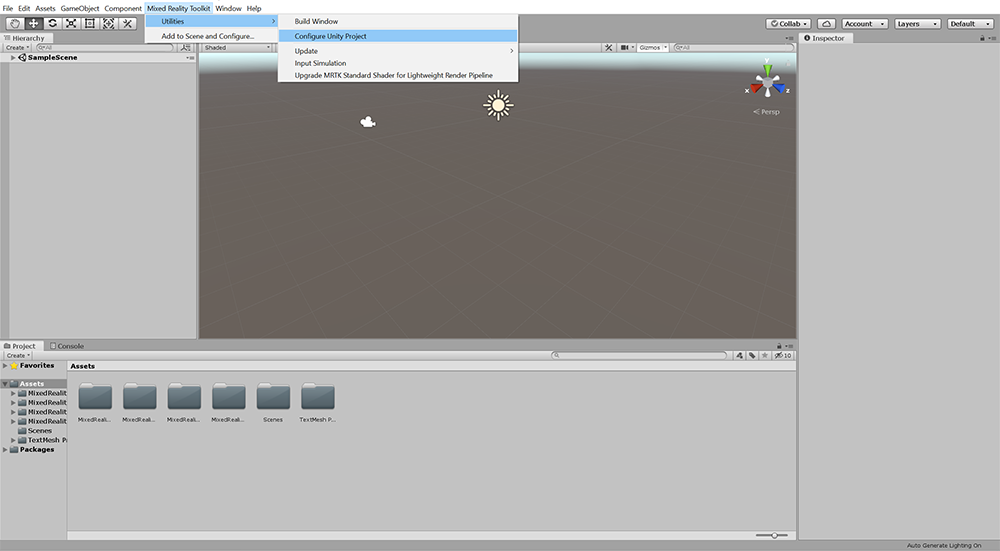 File Edit Assets GameObject Component Mixed Reality Toolkit Window Help
Utilities
Add to Scene and Configure...
Build Window
Configure Unity Project
Update
Input Simulation
Upgrade MRTK Standard Shader for Lightweight Render Pipeline
Collab Account Layers Default
Hierarchy
Create All
SampleScene
Shaded
Gizmos All
y
x z
Persp
Inspector
Project Console
Create
10
Favorites
Assets
MixedRealit
MixedRealit
MixedRealit
MixedRealit
Scenes
TextMesh P
Packages
Assets
MixedReali... MixedReali... MixedReali... MixedReali... Scenes TextMesh P...
Auto Generate Lighting On